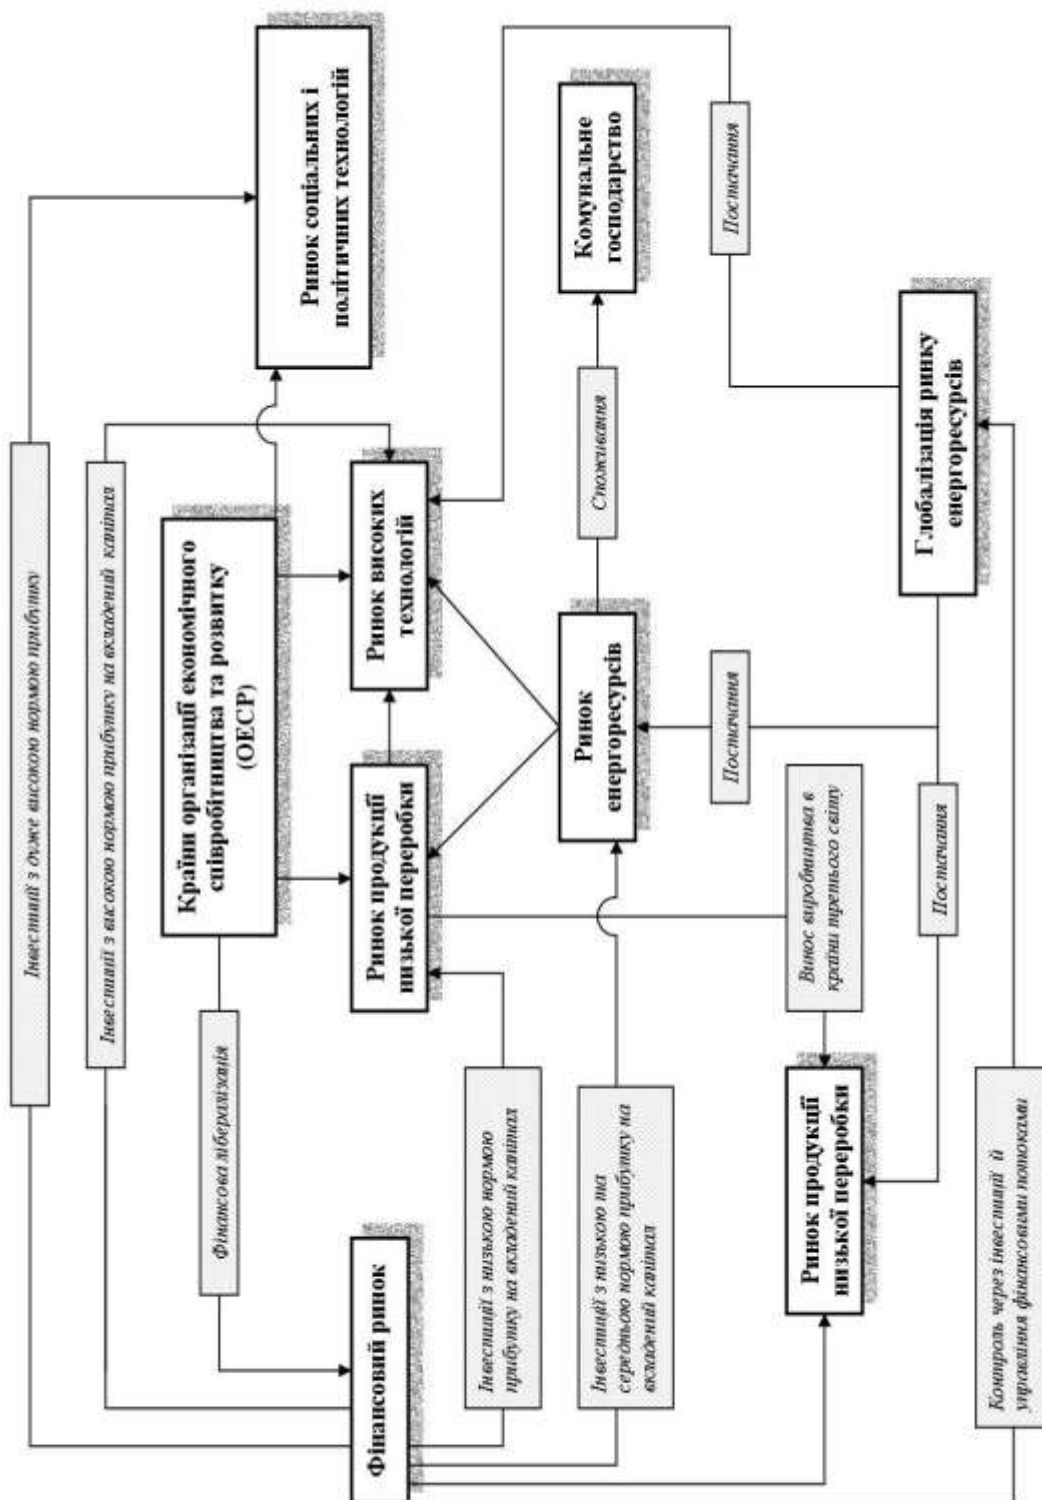 Інвестиції з дуже високою нормою прибутку
Інвестиції з високою нормою прибутку на вкладений капітал
Країни організації економічного
співробітництва та розвитку
(ОЕСР)
Фінансова лібералізація
Ринок соціальних і
політичних технологій
Фінансовий ринок
Ринок продукції
низької переробки
Ринок високих
технологій
Інвестиції з низькою нормою
прибутку на вкладений капітал
Інвестиції з низькою та
середньою нормою прибутку на
вкладений капітал
Ринок
енергоресурсів
Споживання
Комунальне
господарство
Постачання
Постачання
Винос виробництва в
країни третього світу
Ринок продукції
низької переробки
Постачання
Глобалізація ринку
енергоресурсів
Контроль через інвестиції й
управління фінансовими потоками